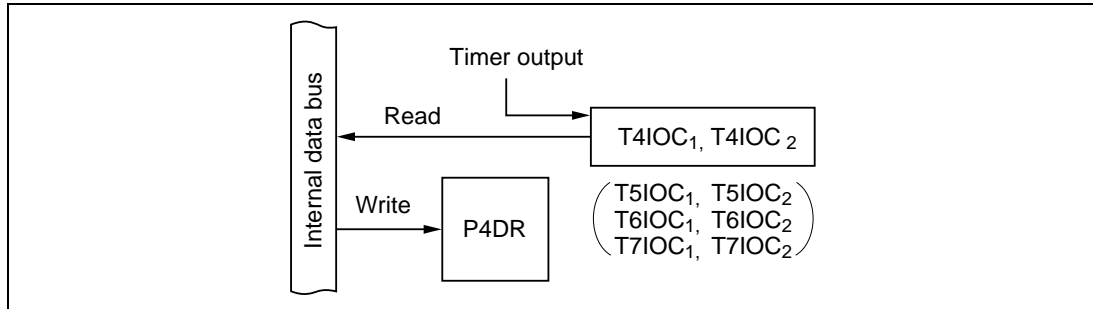 Internal data bus
Timer output
Read
T4IOC1, T4IOC 2
Write
P4DR
T5IOC1, T5IOC2
T6IOC1, T6IOC2
T7IOC1, T7IOC2